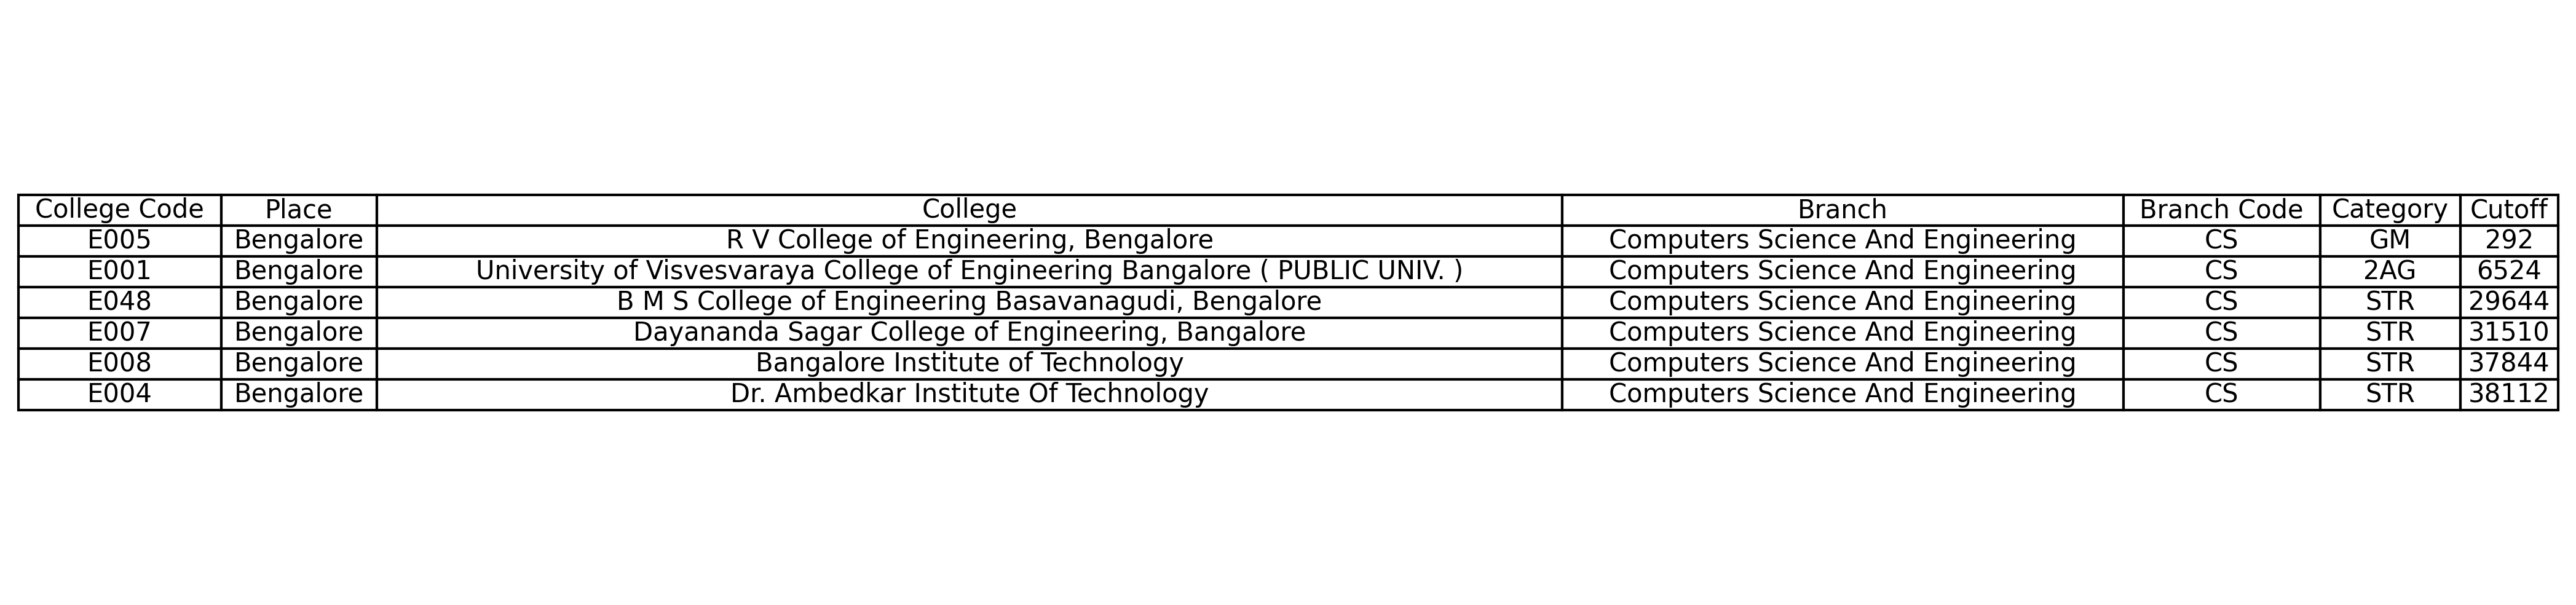 College Code Place College Branch Branch Code Category Cutoff
E005 Bengalore R V College of Engineering, Bengalore Computers Science And Engineering CS GM 292
E001 Bengalore University of Visvesvaraya College of Engineering Bangalore ( PUBLIC UNIV. ) Computers Science And Engineering CS 2AG 6524
E048 Bengalore B M S College of Engineering Basavanagudi, Bengalore Computers Science And Engineering CS STR 29644
E007 Bengalore Dayananda Sagar College of Engineering, Bangalore Computers Science And Engineering CS STR 31510
E008 Bengalore Bangalore Institute of Technology Computers Science And Engineering CS STR 37844
E004 Bengalore Dr. Ambedkar Institute Of Technology Computers Science And Engineering CS STR 38112